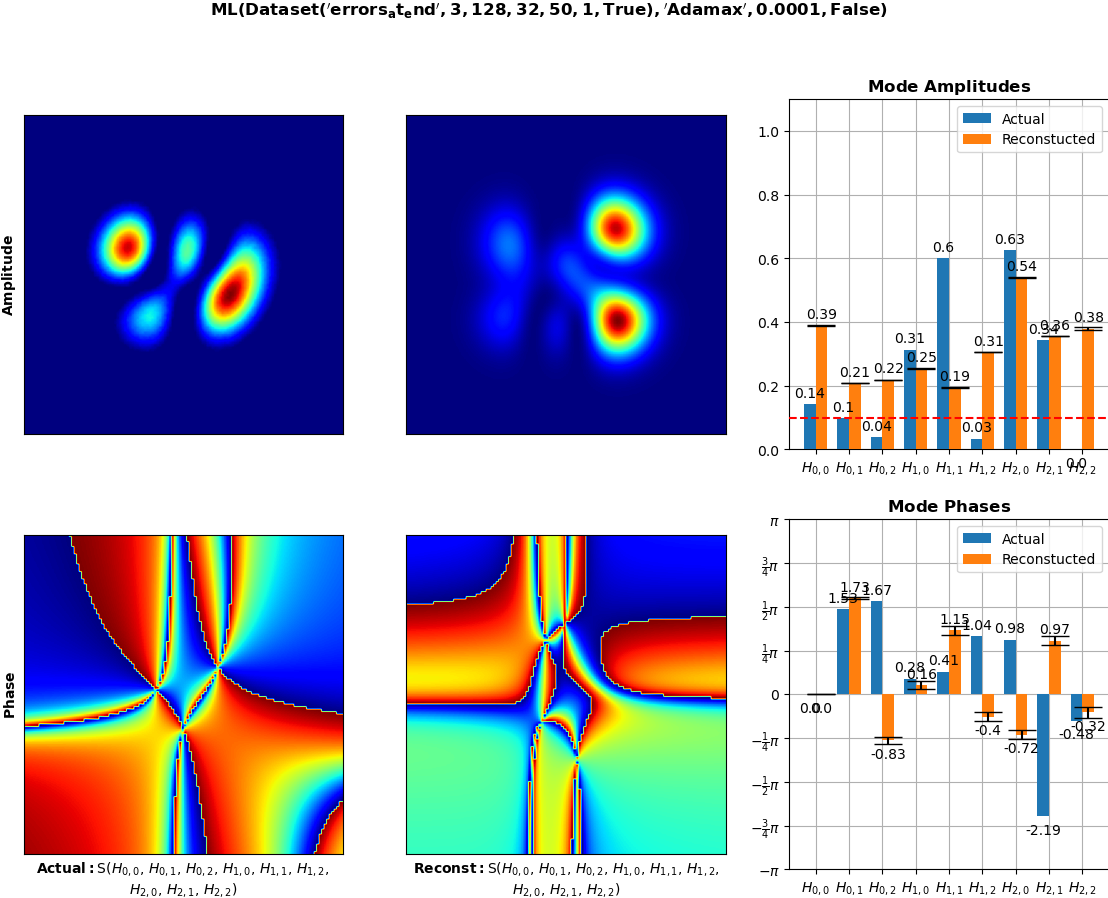 ML(Dataset('errors_at_end', 3, 128, 32, 50, 1, True), 'Adamax', 0.0001, False)
Amplitude
Mode Amplitudes
Actual
Reconstucted
1.0
0.8
0.6
0.4
0.2
0.0
0.14
0.39
0.1
0.21
0.04
0.22
0.31
0.25
0.6
0.19
0.03
0.31
0.63
0.54
0.34
0.36
0.0
0.38
H0,0 H0,1 H0,2 H1,0 H1,1 H1,2 H2,0 H2,1 H2,2
Phase
Mode Phases
Actual
Reconstucted
π
3/4π
1/2π
1/4π
0
−1/4π
−1/2π
−3/4π
−π
0.0
0.0
1.53
1.73
1.67
-0.83
0.28
0.16
0.41
1.15
1.04
-0.4
0.98
-0.72
-2.19
0.97
-0.48
-0.32
H0,0 H0,1 H0,2 H1,0 H1,1 H1,2 H2,0 H2,1 H2,2
Actual: S(H0,0, H0,1, H0,2, H1,0, H1,1, H1,2,
H2,0, H2,1, H2,2)
Reconst: S(H0,0, H0,1, H0,2, H1,0, H1,1, H1,2,
H2,0, H2,1, H2,2)